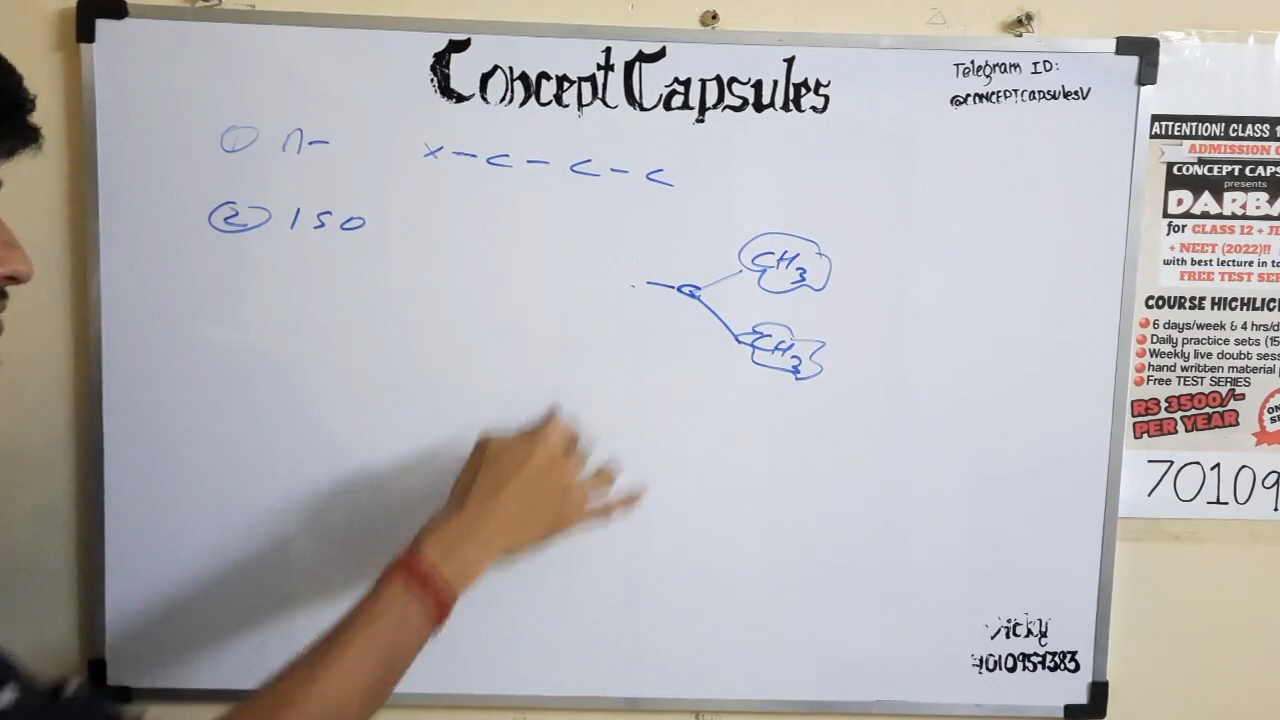 Concept Capsules
Telegram ID:
@CONCEPTCapsulesV
① n-
X-C-C-C
② ISO
-C
CH3
CH3
Vicky
7010957383
ATTENTION! CLASS 1
ADMISSION
CONCEPT CAPS
presents
DARBA
for CLASS 12 + JE
+ NEET (2022)!!
with best lecture in ta
FREE TEST SER
COURSE HIGHLIG
6 days/week & 4 hrs/d
Daily practice sets (15
Weekly live doubt sess
hand written material
Free TEST SERIES
RS 3500/-
PER YEAR
70109